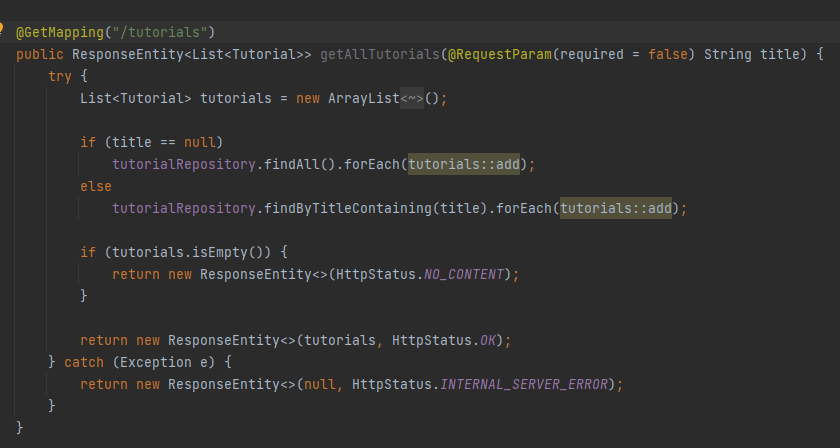 @GetMapping("/tutorials")
public ResponseEntity<List<Tutorial>> getAllTutorials(@RequestParam(required = false) String title) {
    try {
        List<Tutorial> tutorials = new ArrayList<~>();

        if (title == null)
            tutorialRepository.findAll().forEach(tutorials::add);
        else
            tutorialRepository.findByTitleContaining(title).forEach(tutorials::add);

        if (tutorials.isEmpty()) {
            return new ResponseEntity<>(HttpStatus.NO_CONTENT);
        }

        return new ResponseEntity<>(tutorials, HttpStatus.OK);
    } catch (Exception e) {
        return new ResponseEntity<>(null, HttpStatus.INTERNAL_SERVER_ERROR);
    }
}